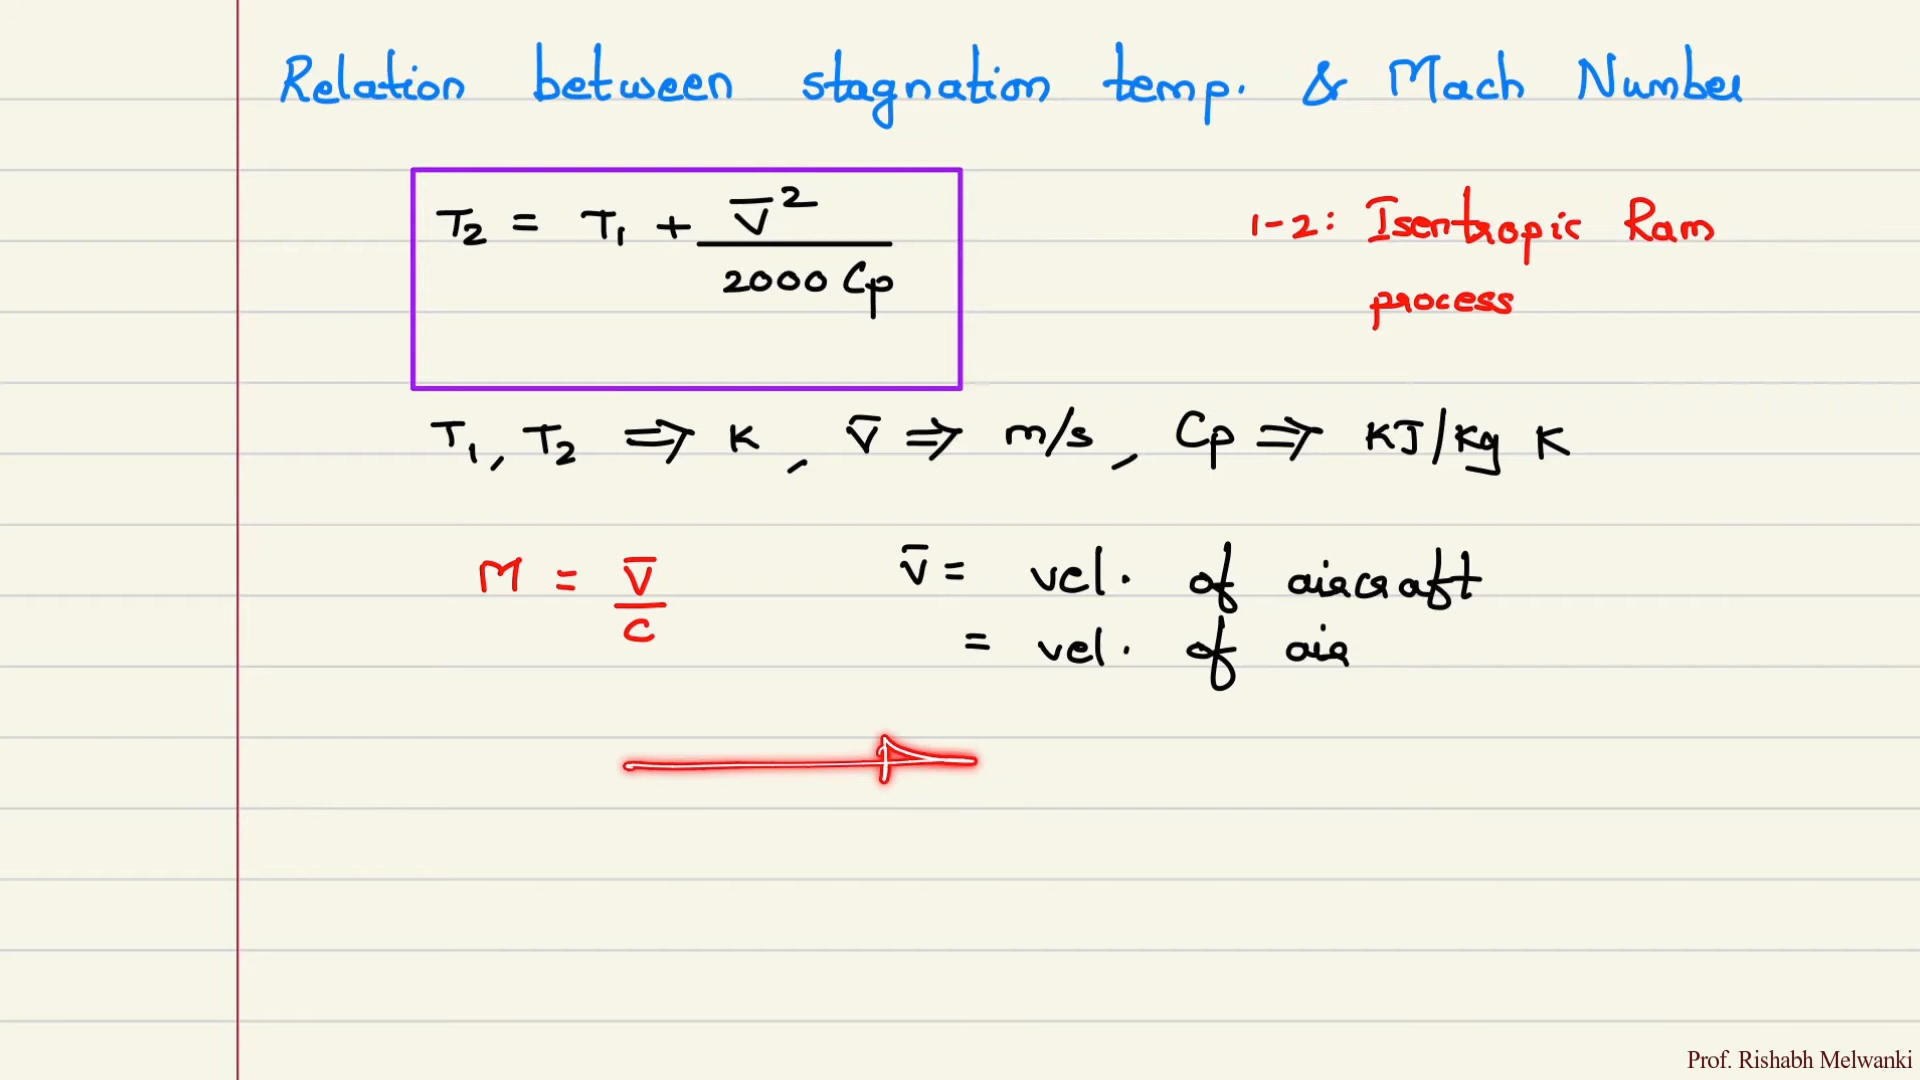 Relation between stagnation temp. & Mach Number
T₂ = T₁ + V̄² / 2000 Cp
1-2: Isentropic Ram
process
T₁, T₂ ⇒ K, V̄ ⇒ m/s, Cp ⇒ KJ/Kg K
M = V̄ / C
V̄ = vel. of aircraft
= vel. of air
Prof. Rishabh Melwanki